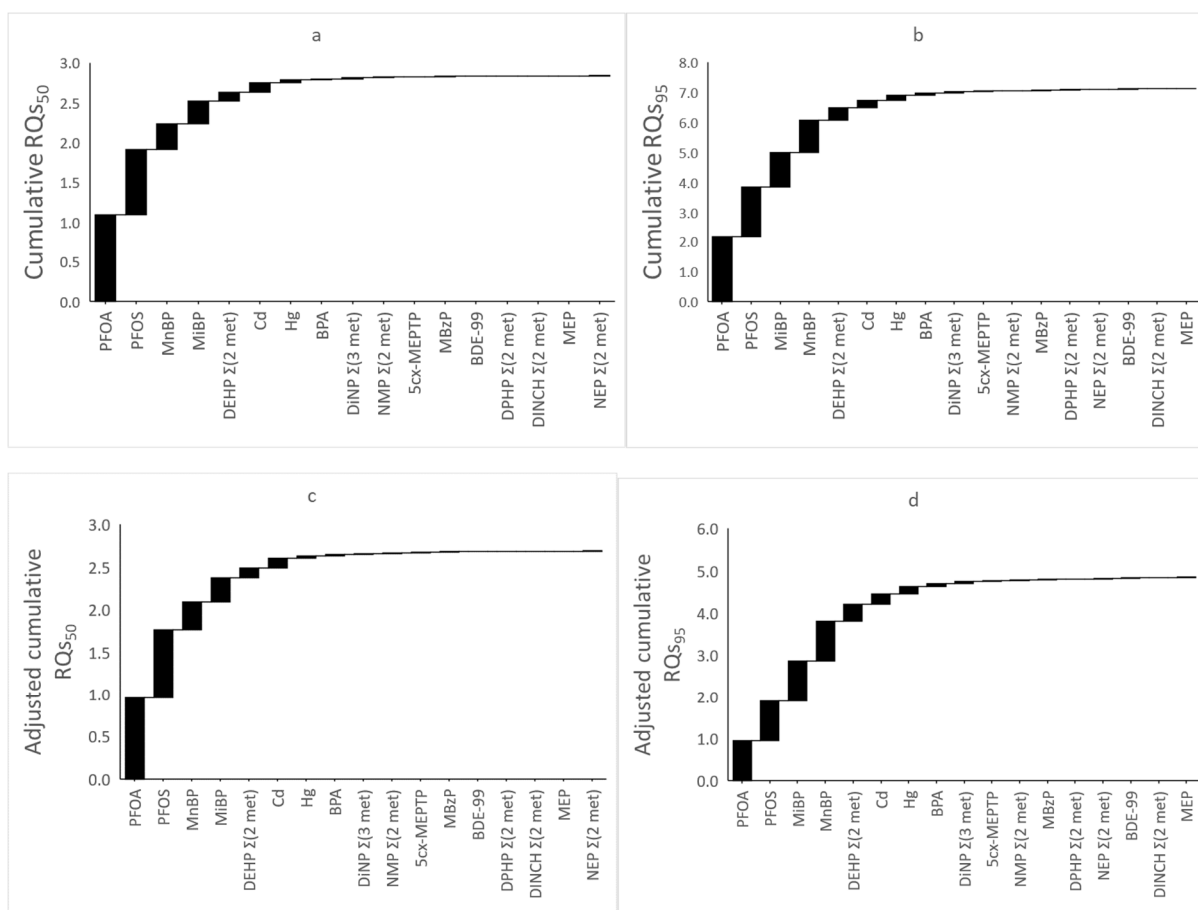 a
Cumulative RQs50
3.0
2.5
2.0
1.5
1.0
0.5
0.0
PFOA
PFOS
MnBP
MiBP
DEHP Σ(2 met)
Cd
Hg
BPA
DiNP Σ(3 met)
NMP Σ(2 met)
5cx-MEPTP
MBzP
BDE-99
DPHP Σ(2 met)
DINCH Σ(2 met)
MEP
NEP Σ(2 met)
b
Cumulative RQs95
8.0
7.0
6.0
5.0
4.0
3.0
2.0
1.0
0.0
PFOA
PFOS
MiBP
MnBP
DEHP Σ(2 met)
Cd
Hg
BPA
DiNP Σ(3 met)
5cx-MEPTP
NMP Σ(2 met)
MBzP
DPHP Σ(2 met)
NEP Σ(2 met)
BDE-99
DINCH Σ(2 met)
MEP
c
Adjusted cumulative
RQs50
3.0
2.5
2.0
1.5
1.0
0.5
0.0
PFOA
PFOS
MnBP
MiBP
DEHP Σ(2 met)
Cd
Hg
BPA
DiNP Σ(3 met)
NMP Σ(2 met)
5cx-MEPTP
MBzP
BDE-99
DPHP Σ(2 met)
DINCH Σ(2 met)
MEP
NEP Σ(2 met)
d
Adjusted cumulative
RQs95
6.0
5.0
4.0
3.0
2.0
1.0
0.0
PFOA
PFOS
MiBP
MnBP
DEHP Σ(2 met)
Cd
Hg
BPA
DiNP Σ(3 met)
5cx-MEPTP
NMP Σ(2 met)
MBzP
DPHP Σ(2 met)
NEP Σ(2 met)
BDE-99
DINCH Σ(2 met)
MEP